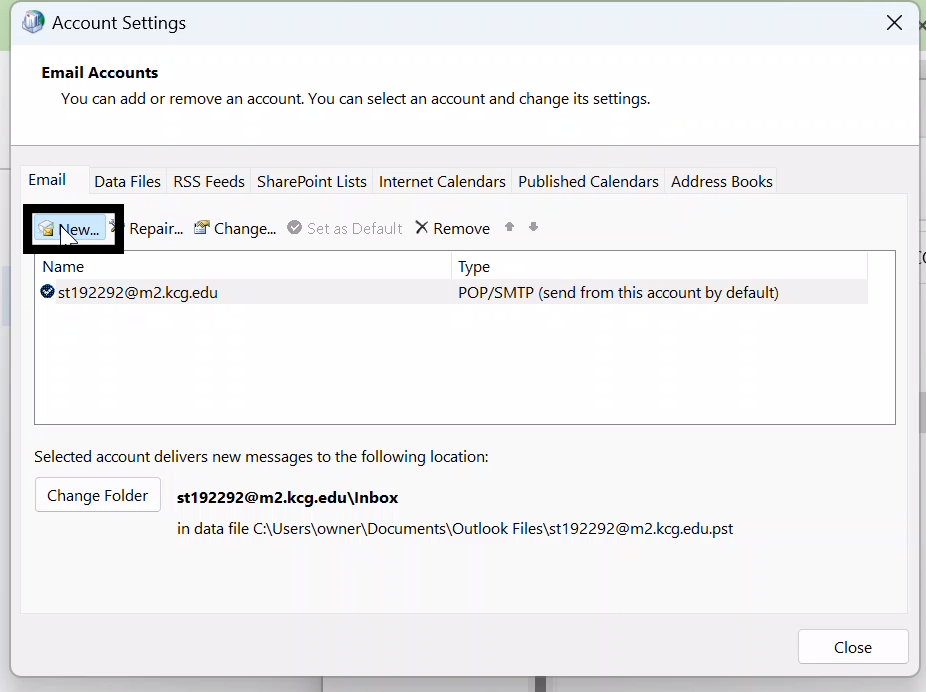 Account Settings
Email Accounts
You can add or remove an account. You can select an account and change its settings.
Email Data Files RSS Feeds SharePoint Lists Internet Calendars Published Calendars Address Books
New... Repair... Change... Set as Default Remove
Name Type
st192292@m2.kcg.edu POP/SMTP (send from this account by default)
Selected account delivers new messages to the following location:
Change Folder st192292@m2.kcg.edu\Inbox
in data file C:\Users\owner\Documents\Outlook Files\st192292@m2.kcg.edu.pst
Close